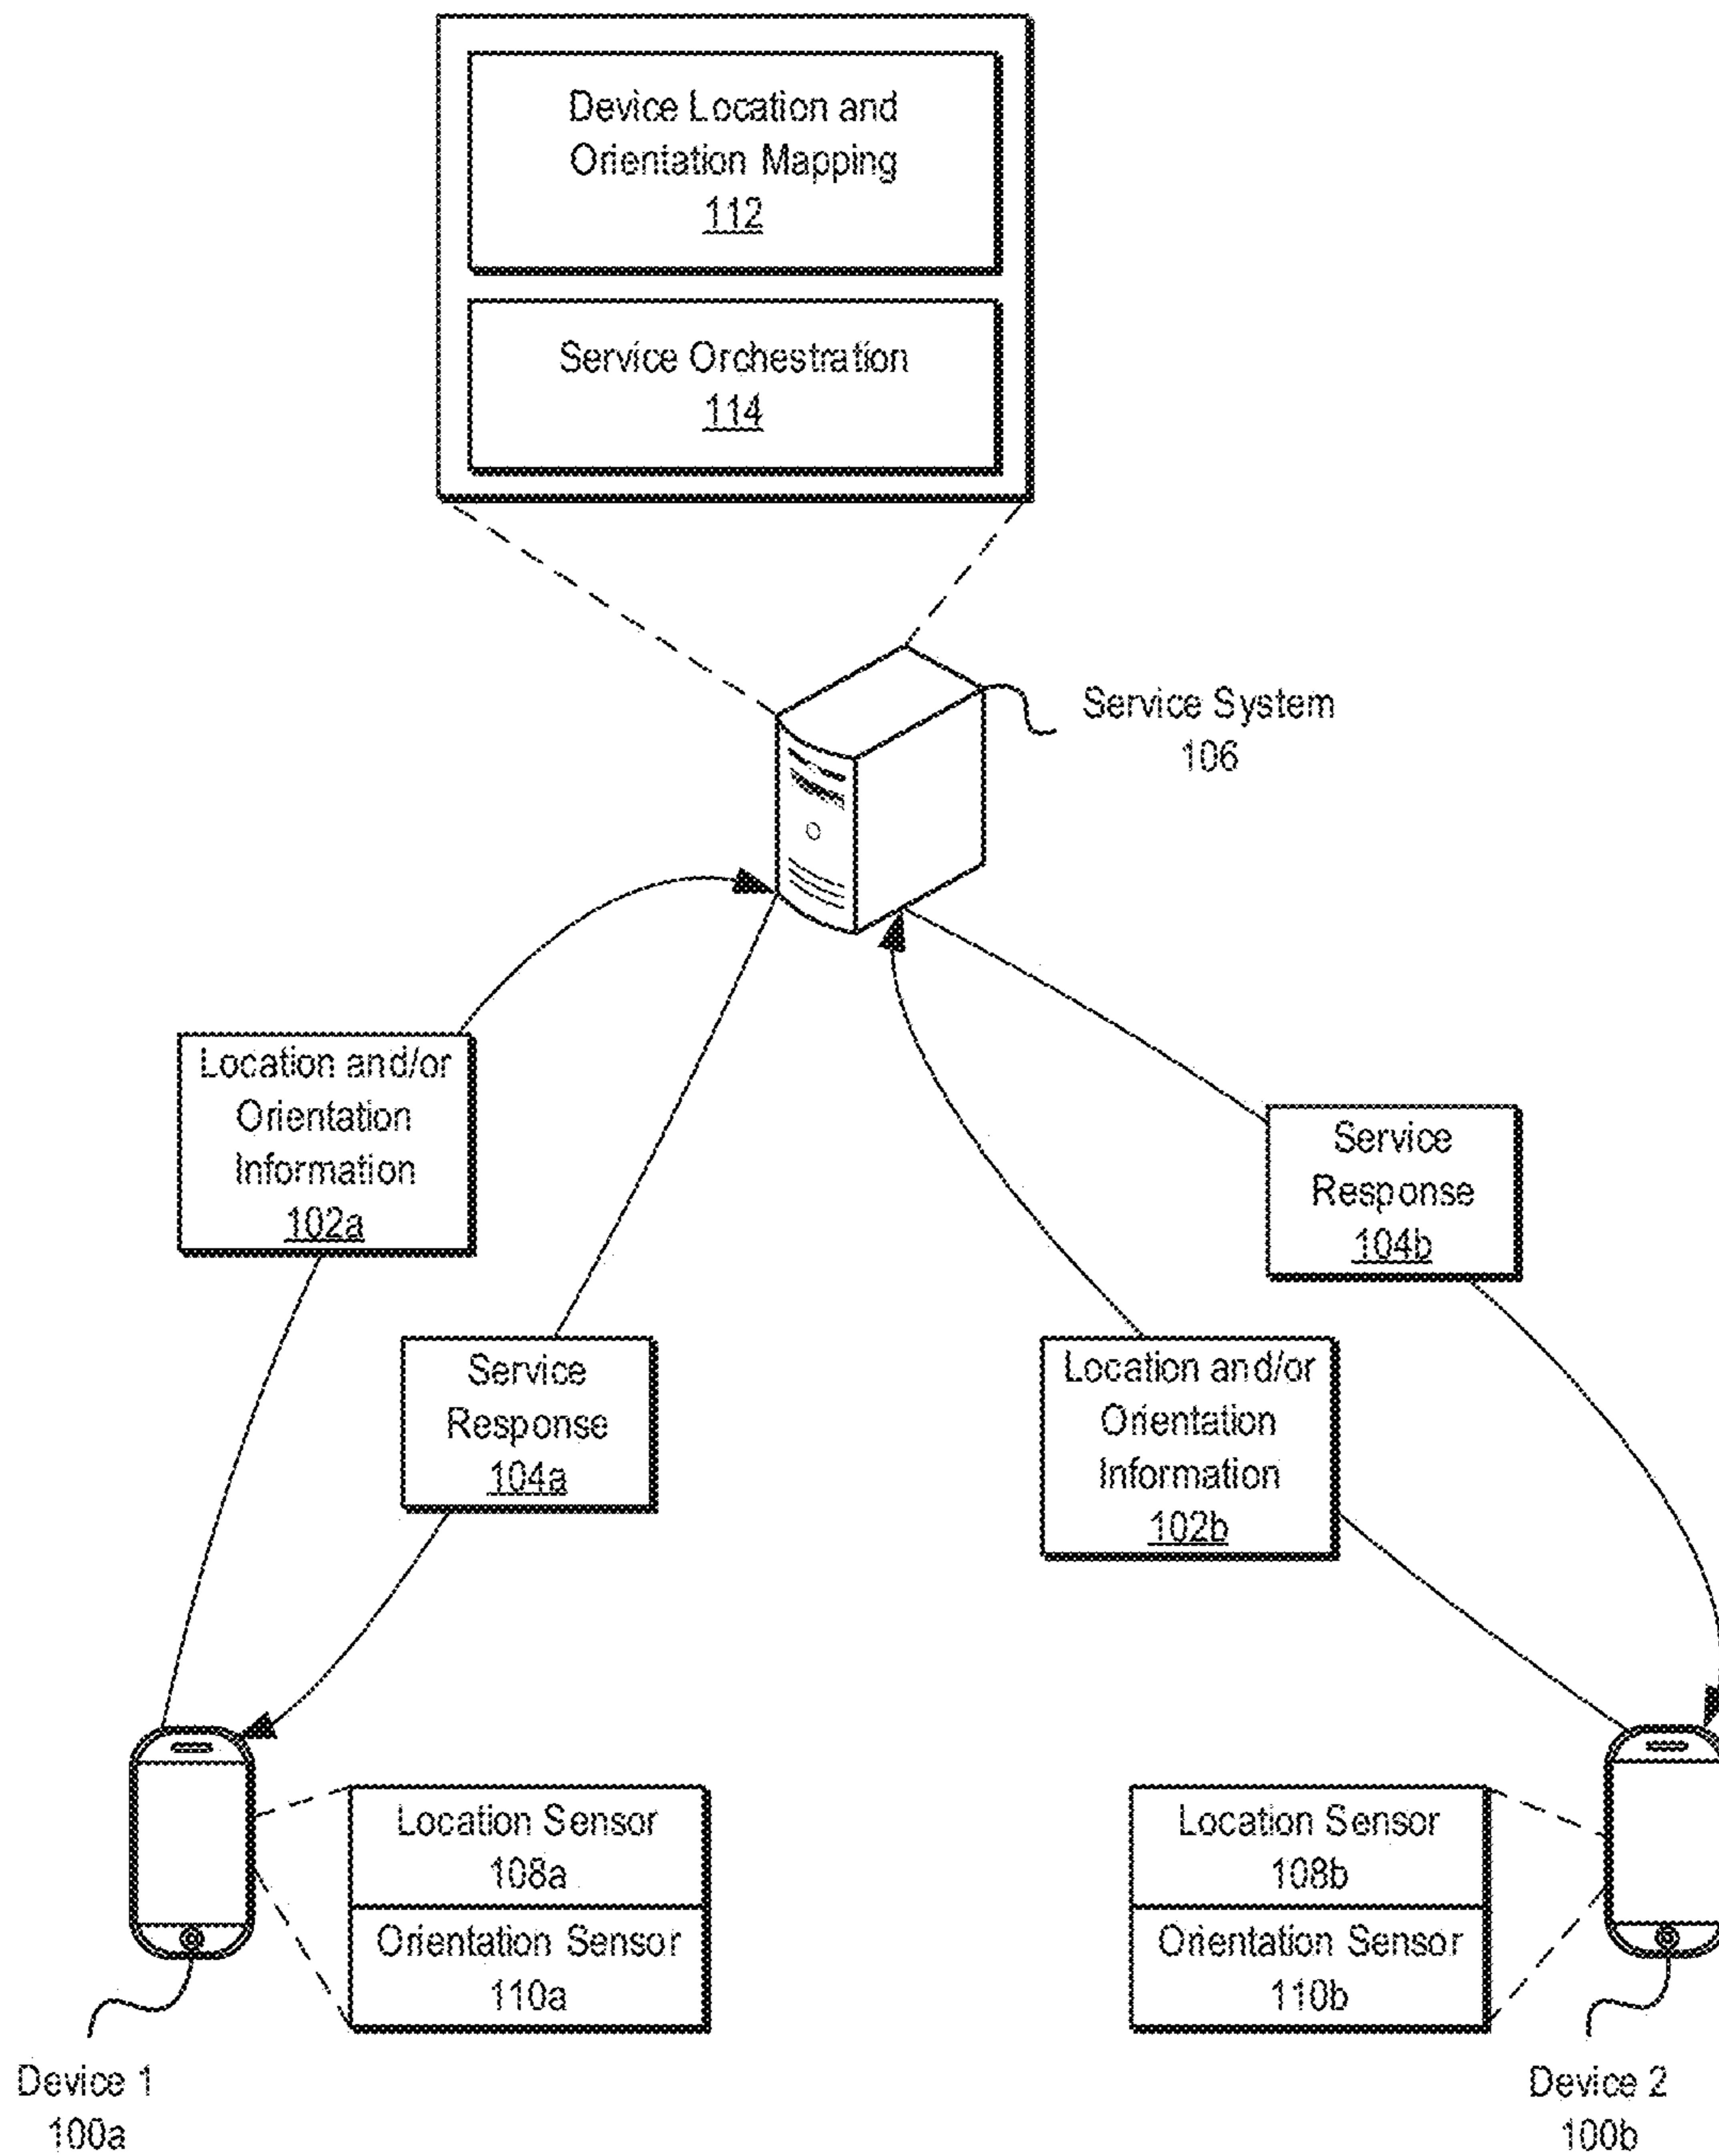 Device Location and
Orientation Mapping
112
Service Orchestration
114
Service System
106
Location and/or
Orientation
Information
102a
Service
Response
104b
Service
Response
104a
Location and/or
Orientation
Information
102b
Location Sensor
108a
Orientation Sensor
110a
Location Sensor
108b
Orientation Sensor
110b
Device 1
100a
Device 2
100b